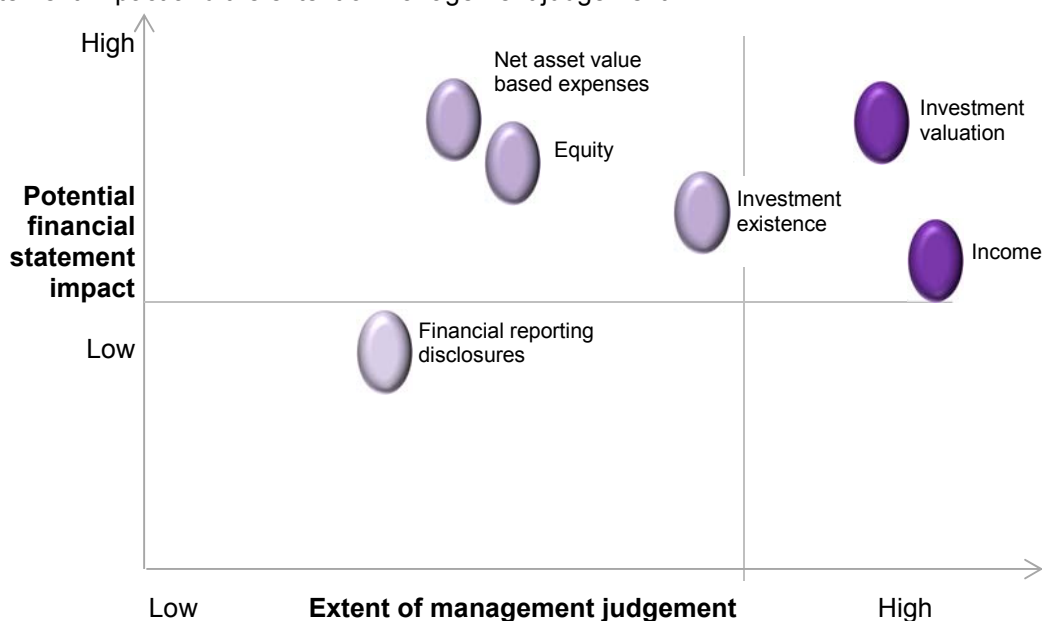 High
Net asset value
based expenses
Equity
Investment
valuation
Potential
financial
statement
impact
Investment
existence
Income
Low
Financial reporting
disclosures
Low
Extent of management judgement
High